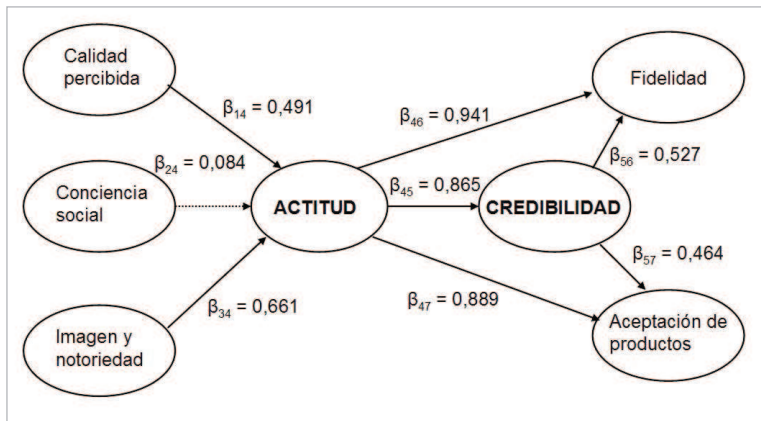 Calidad
percibida
β14 = 0,491
β24 = 0,084
Conciencia
social
Imagen y
notoriedad
β34 = 0,661
ACTITUD
β46 = 0,941
β45 = 0,865
β47 = 0,889
CREDIBILIDAD
Fidelidad
β56 = 0,527
β57 = 0,464
Aceptación de
productos